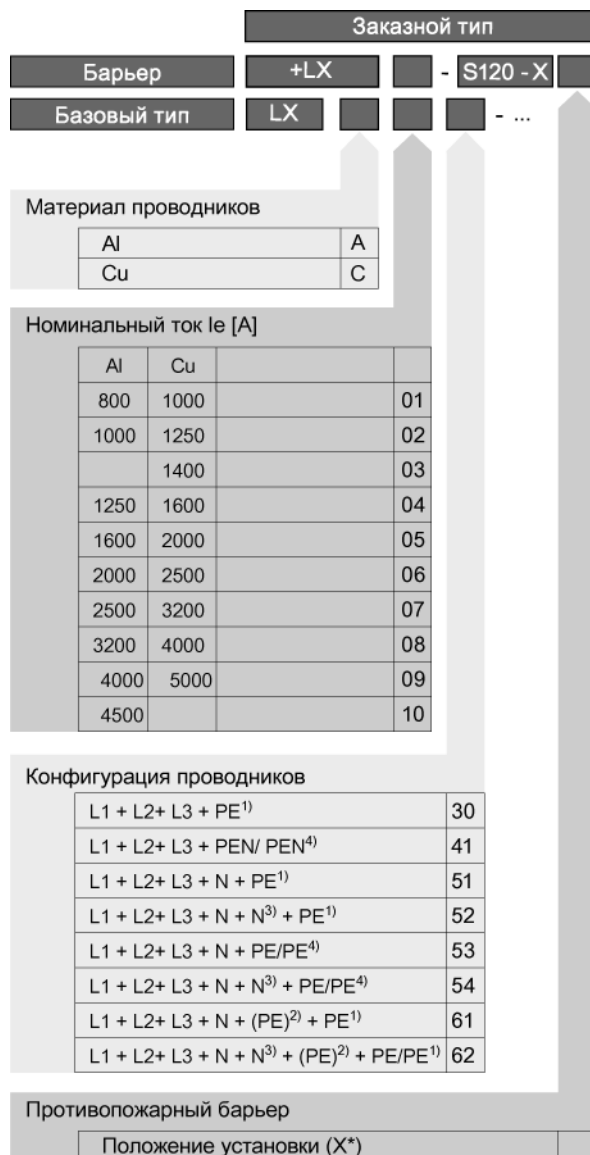 Заказной тип
Барьер +LX - S120 - X
Базовый тип LX - ...
Материал проводников
Al A
Cu C
Номинальный ток Ie [A]
Al Cu
800 1000 01
1000 1250 02
1400 03
1250 1600 04
1600 2000 05
2000 2500 06
2500 3200 07
3200 4000 08
4000 5000 09
4500 10
Конфигурация проводников
L1 + L2+ L3 + PE1) 30
L1 + L2+ L3 + PEN/ PEN4) 41
L1 + L2+ L3 + N + PE1) 51
L1 + L2+ L3 + N + N3) + PE1) 52
L1 + L2+ L3 + N + PE/PE4) 53
L1 + L2+ L3 + N + N3) + PE/PE4) 54
L1 + L2+ L3 + N + (PE)2) + PE1) 61
L1 + L2+ L3 + N + N3) + (PE)2) + PE/PE1) 62
Противопожарный барьер
Положение установки (X*)